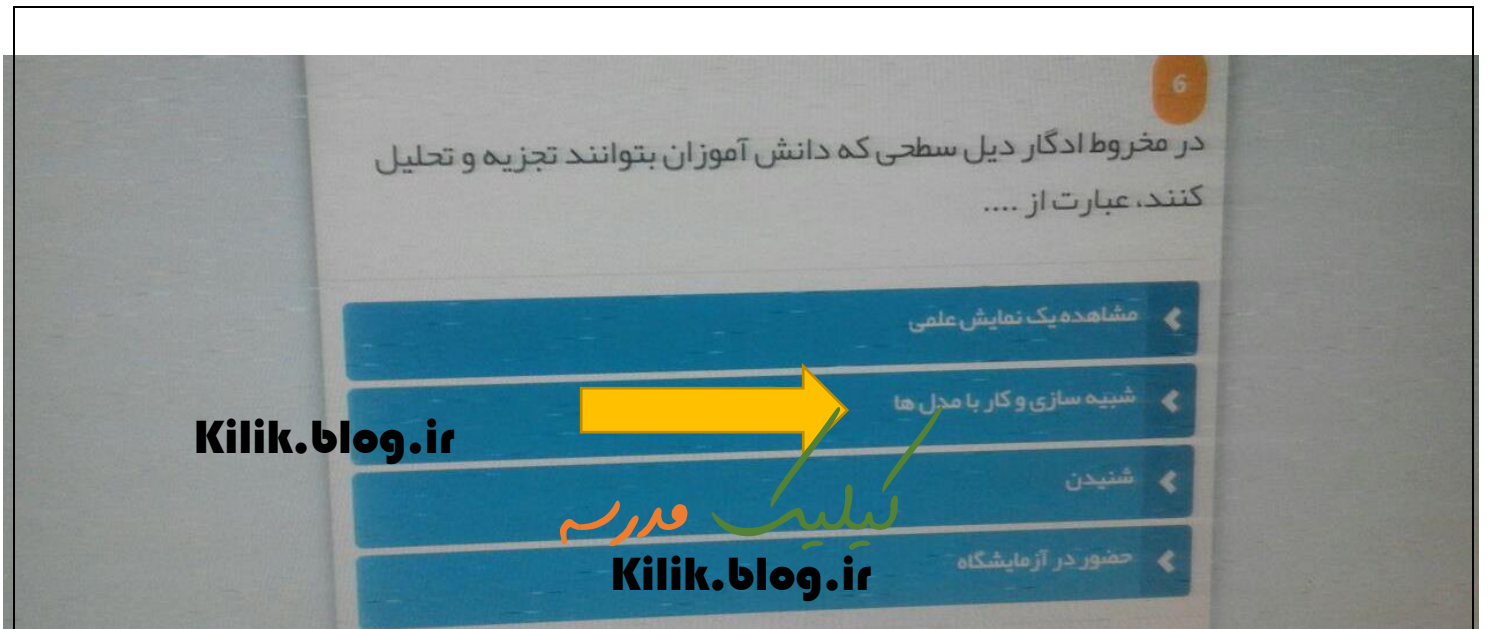 6
در مخروط ادگار دیل سطحی که دانش آموزان بتوانند تجزیه و تحلیل
کنند، عبارت از ....
مشاهده یک نمایش علمی
شبیه سازی و کار با مدل ها
Kilik.blog.ir
شنیدن
کیلیک مدرسه
حضور در آزمایشگاه
Kilik.blog.ir